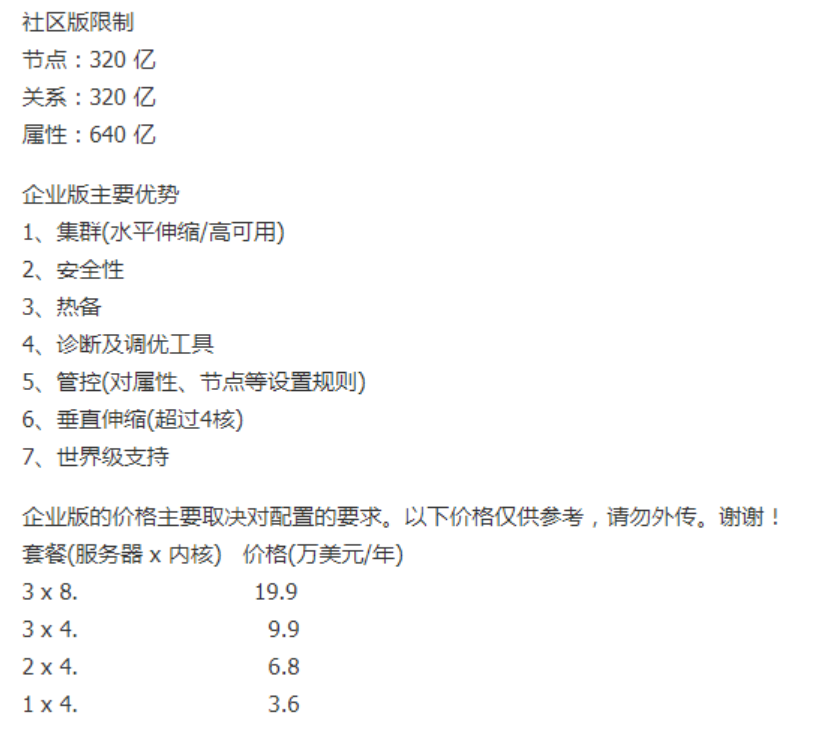 社区版限制
节点：320 亿
关系：320 亿
属性：640 亿
企业版主要优势
1、集群(水平伸缩/高可用)
2、安全性
3、热备
4、诊断及调优工具
5、管控(对属性、节点等设置规则)
6、垂直伸缩(超过4核)
7、世界级支持
企业版的价格主要取决对配置的要求。以下价格仅供参考，请勿外传。谢谢！
套餐(服务器 x 内核) 价格(万美元/年)
3 x 8. 19.9
3 x 4. 9.9
2 x 4. 6.8
1 x 4. 3.6